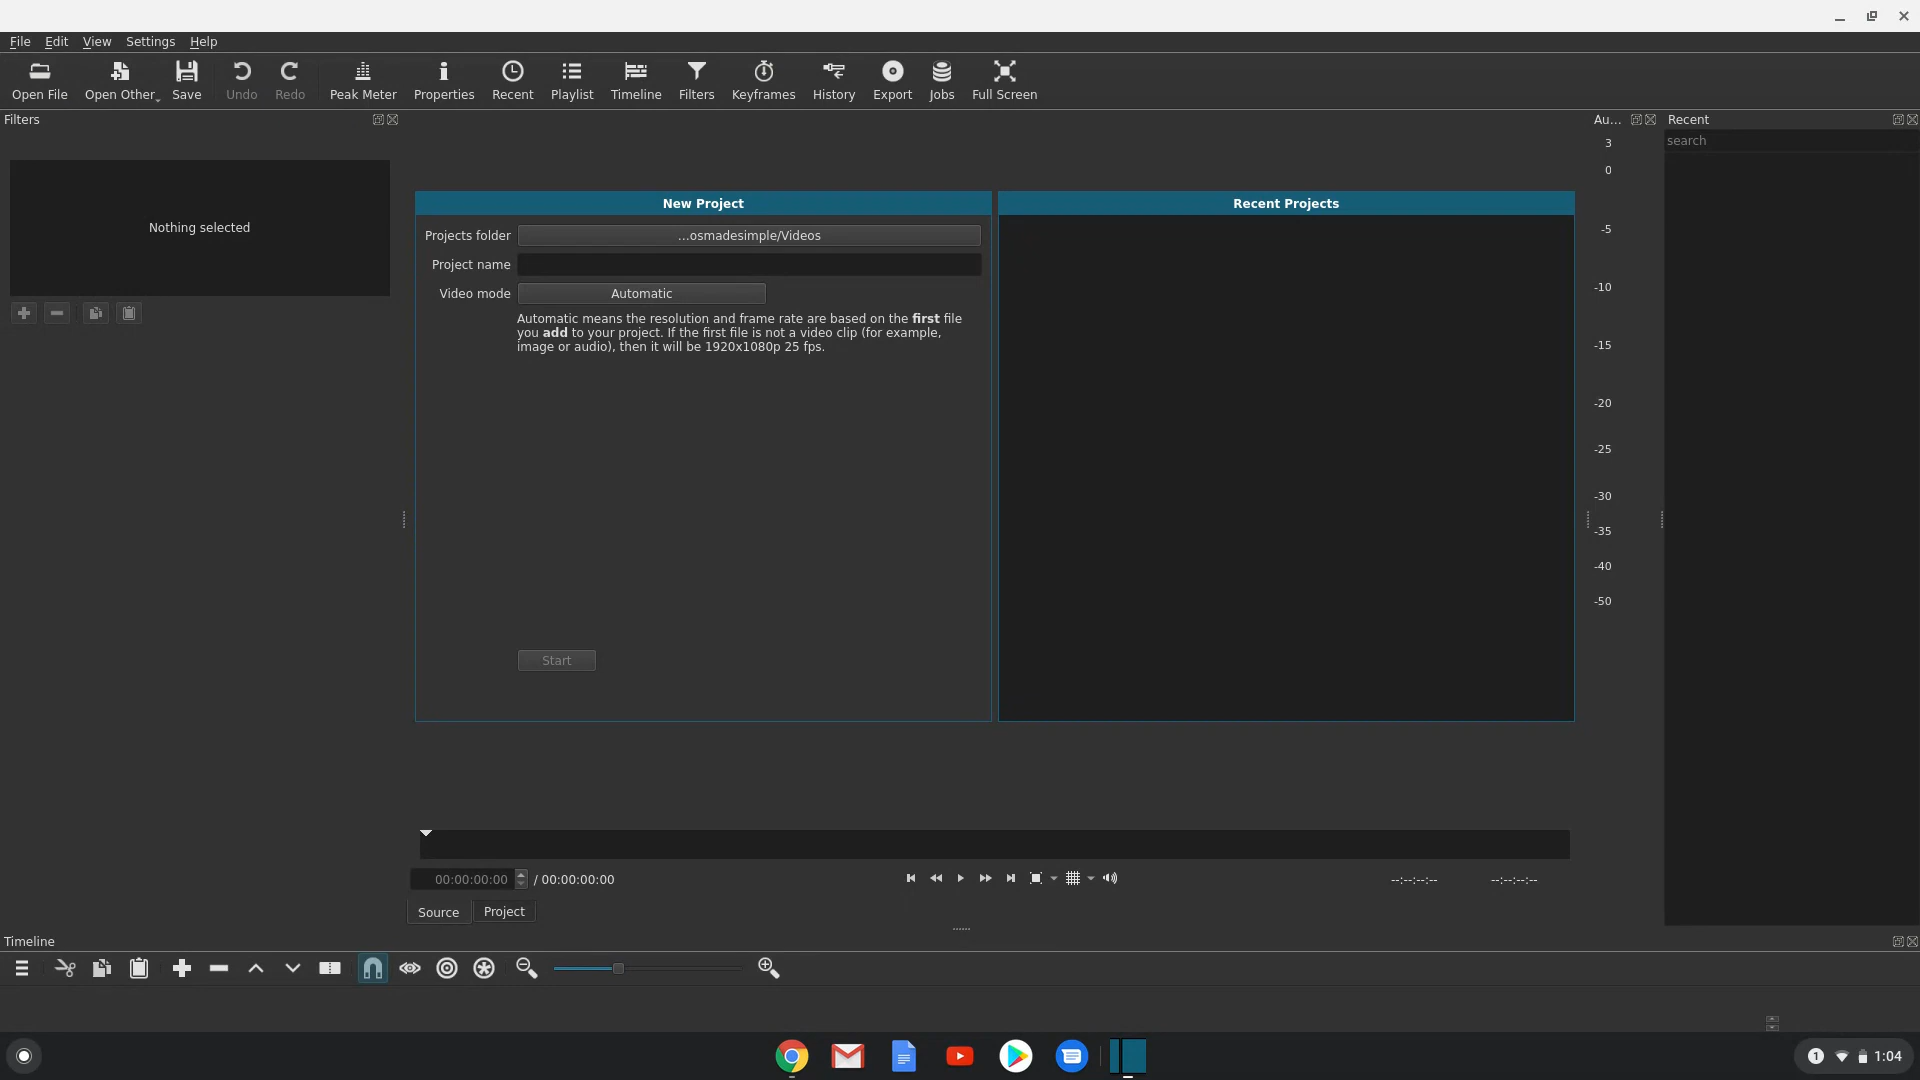 File Edit View Settings Help
Open File Open Other Save Undo Redo Peak Meter Properties Recent Playlist Timeline Filters Keyframes History Export Jobs Full Screen
Filters
Nothing selected
New Project
Projects folder ...osmadesimple/Videos
Project name
Video mode Automatic
Automatic means the resolution and frame rate are based on the first file
you add to your project. If the first file is not a video clip (for example,
image or audio), then it will be 1920x1080p 25 fps.
Start
Recent Projects
Au...
3
0
-5
-10
-15
-20
-25
-30
-35
-40
-50
Recent
search
00:00:00:00 / 00:00:00:00
--:--:--:-- --:--:--:--
Source Project
Timeline
1 1:04